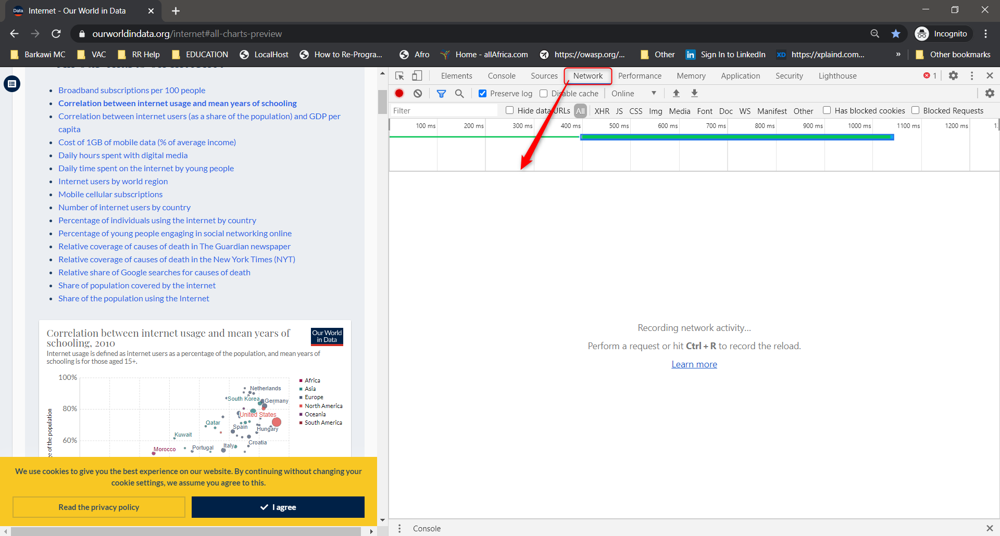 Data Internet - Our World in Data
ourworldindata.org/internet#all-charts-preview
Incognito
Barkawi MC VAC RR Help EDUCATION LocalHost How to Re-Progra... Afro Home - allAfrica.com https://owasp.org/... Other in Sign In to LinkedIn XD https://xplaind.com... » Other bookmarks
Broadband subscriptions per 100 people
Correlation between internet usage and mean years of schooling
Correlation between internet users (as a share of the population) and GDP per
capita
Cost of 1GB of mobile data (% of average income)
Daily hours spent with digital media
Daily time spent on the internet by young people
Internet users by world region
Mobile cellular subscriptions
Number of internet users by country
Percentage of individuals using the internet by country
Percentage of young people engaging in social networking online
Relative coverage of causes of death in The Guardian newspaper
Relative coverage of causes of death in the New York Times (NYT)
Relative share of Google searches for causes of death
Share of population covered by the internet
Share of the population using the Internet
Correlation between internet usage and mean years of
schooling, 2010
Our World
in Data
Internet usage is defined as internet users as a percentage of the population, and mean years of
schooling is for those aged 15+.
100%
80%
60%
e of the population
Netherlands
South Korea
Germany
United States
Qatar
Spain
Hungary
Kuwait
Croatia
Italy
Portugal
Morocco
Africa
Asia
Europe
North America
Oceania
South America
We use cookies to give you the best experience on our website. By continuing without changing your
cookie settings, we assume you agree to this.
Read the privacy policy
I agree
Elements Console Sources Network Performance Memory Application Security Lighthouse 1
Preserve log Disable cache Online
Filter Hide data URLs All XHR JS CSS Img Media Font Doc WS Manifest Other Has blocked cookies Blocked Requests
100 ms 200 ms 300 ms 400 ms 500 ms 600 ms 700 ms 800 ms 900 ms 1000 ms 1100 ms 1200 ms
Recording network activity...
Perform a request or hit Ctrl + R to record the reload.
Learn more
Console